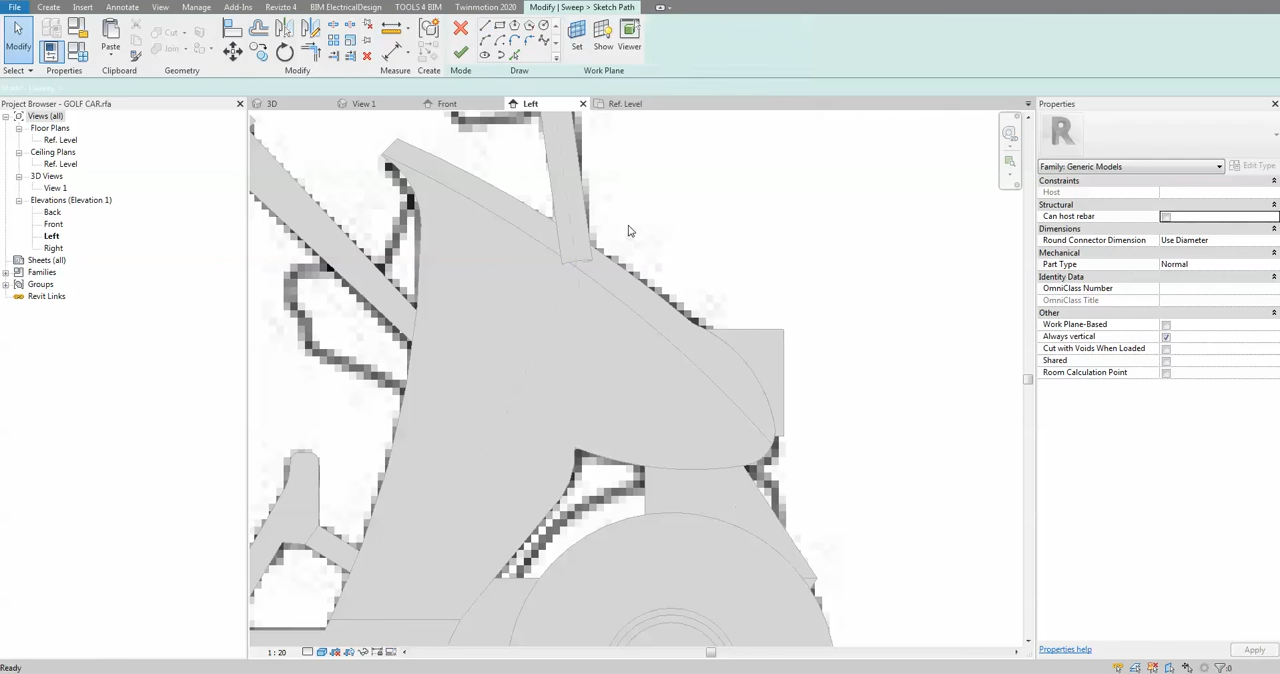 File Create Insert Annotate View Manage Add-Ins Revizto 4 BIM ElectricalDesign TOOLS 4 BIM Twinmotion 2020 Modify | Sweep > Sketch Path
Modify
Paste
Cut
Join
Set Show Viewer
Select Properties Clipboard Geometry Modify Measure Create Mode Draw Work Plane
Project Browser - GOLF CAR.rfa
3D View 1 Front Left Ref. Level
Properties
Views (all)
Floor Plans
Ref. Level
Ceiling Plans
Ref. Level
3D Views
View 1
Elevations (Elevation 1)
Back
Front
Left
Right
Sheets (all)
Families
Groups
Revit Links
R
Family: Generic Models Edit Type
Constraints
Host
Structural
Can host rebar
Dimensions
Round Connector Dimension Use Diameter
Mechanical
Part Type Normal
Identity Data
OmniClass Number
OmniClass Title
Other
Work Plane-Based
Always vertical
Cut with Voids When Loaded
Shared
Room Calculation Point
Properties help Apply
1 : 20
Ready
:0